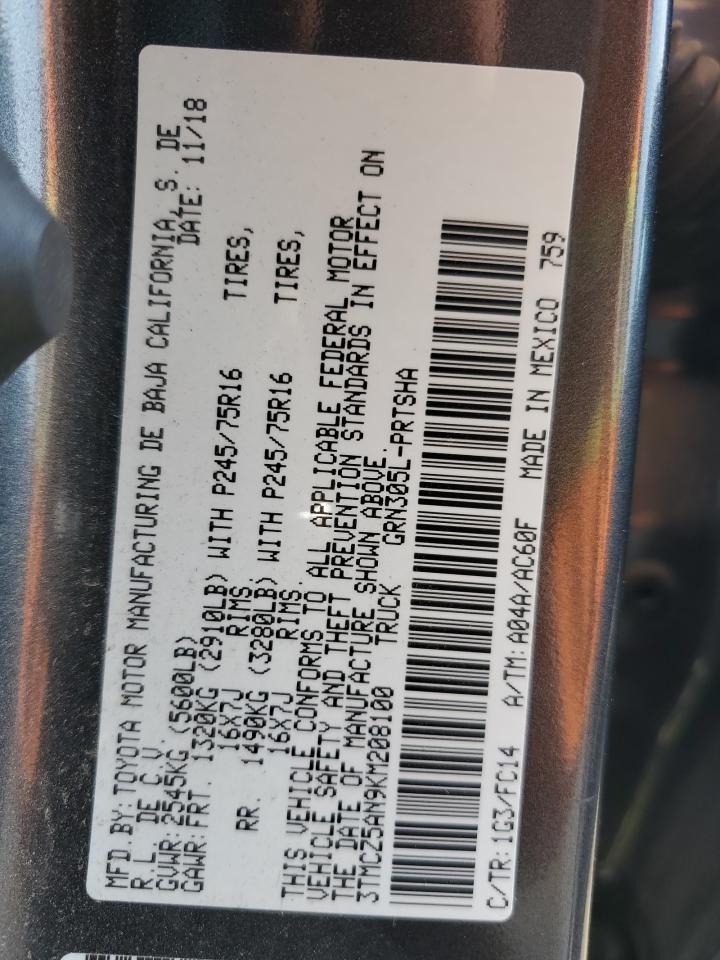 MFD.BY:TOYOTA MOTOR MANUFACTURING DE BAJA CALIFORNIA, S. DE
R.L. DE C.V. DATE: 11/18
GVWR: 2545KG (5600LB)
GAWR: FRT. 1320KG (2910LB) WITH P245/75R16 TIRES,
16X7J RIMS
RR. 1490KG (3280LB) WITH P245/75R16 TIRES,
16X7J RIMS.
THIS VEHICLE CONFORMS TO ALL APPLICABLE FEDERAL MOTOR
VEHICLE SAFETY AND THEFT PREVENTION STANDARDS IN EFFECT ON
THE DATE OF MANUFACTURE SHOWN ABOVE.
3TMCZ5AN9KM208100 TRUCK GRN305L-PRTSHA
C/TR:1G3/FC14 A/TM:A04A/AC60F MADE IN MEXICO 759